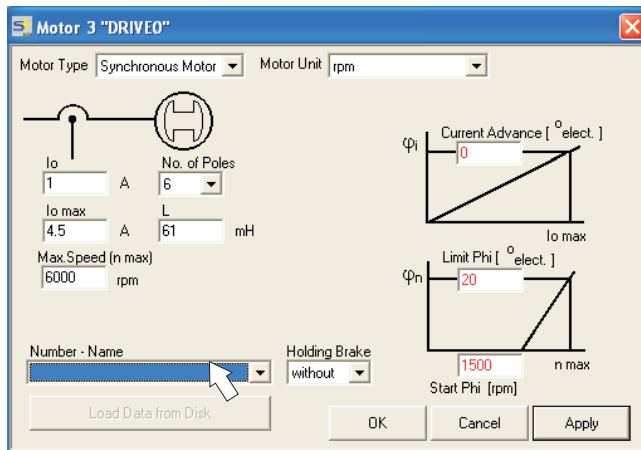 S Motor 3 "DRIVE0"
Motor Type Synchronous Motor Motor Unit rpm
Io No. of Poles
1 A 6
Io max L
4.5 A 61 mH
Max.Speed (n max)
6000 rpm
Current Advance [ °elect. ]
φi 0
Io max
Limit Phi [ °elect. ]
φn 20
1500 n max
Start Phi [rpm]
Number - Name Holding Brake
without
Load Data from Disk
OK Cancel Apply